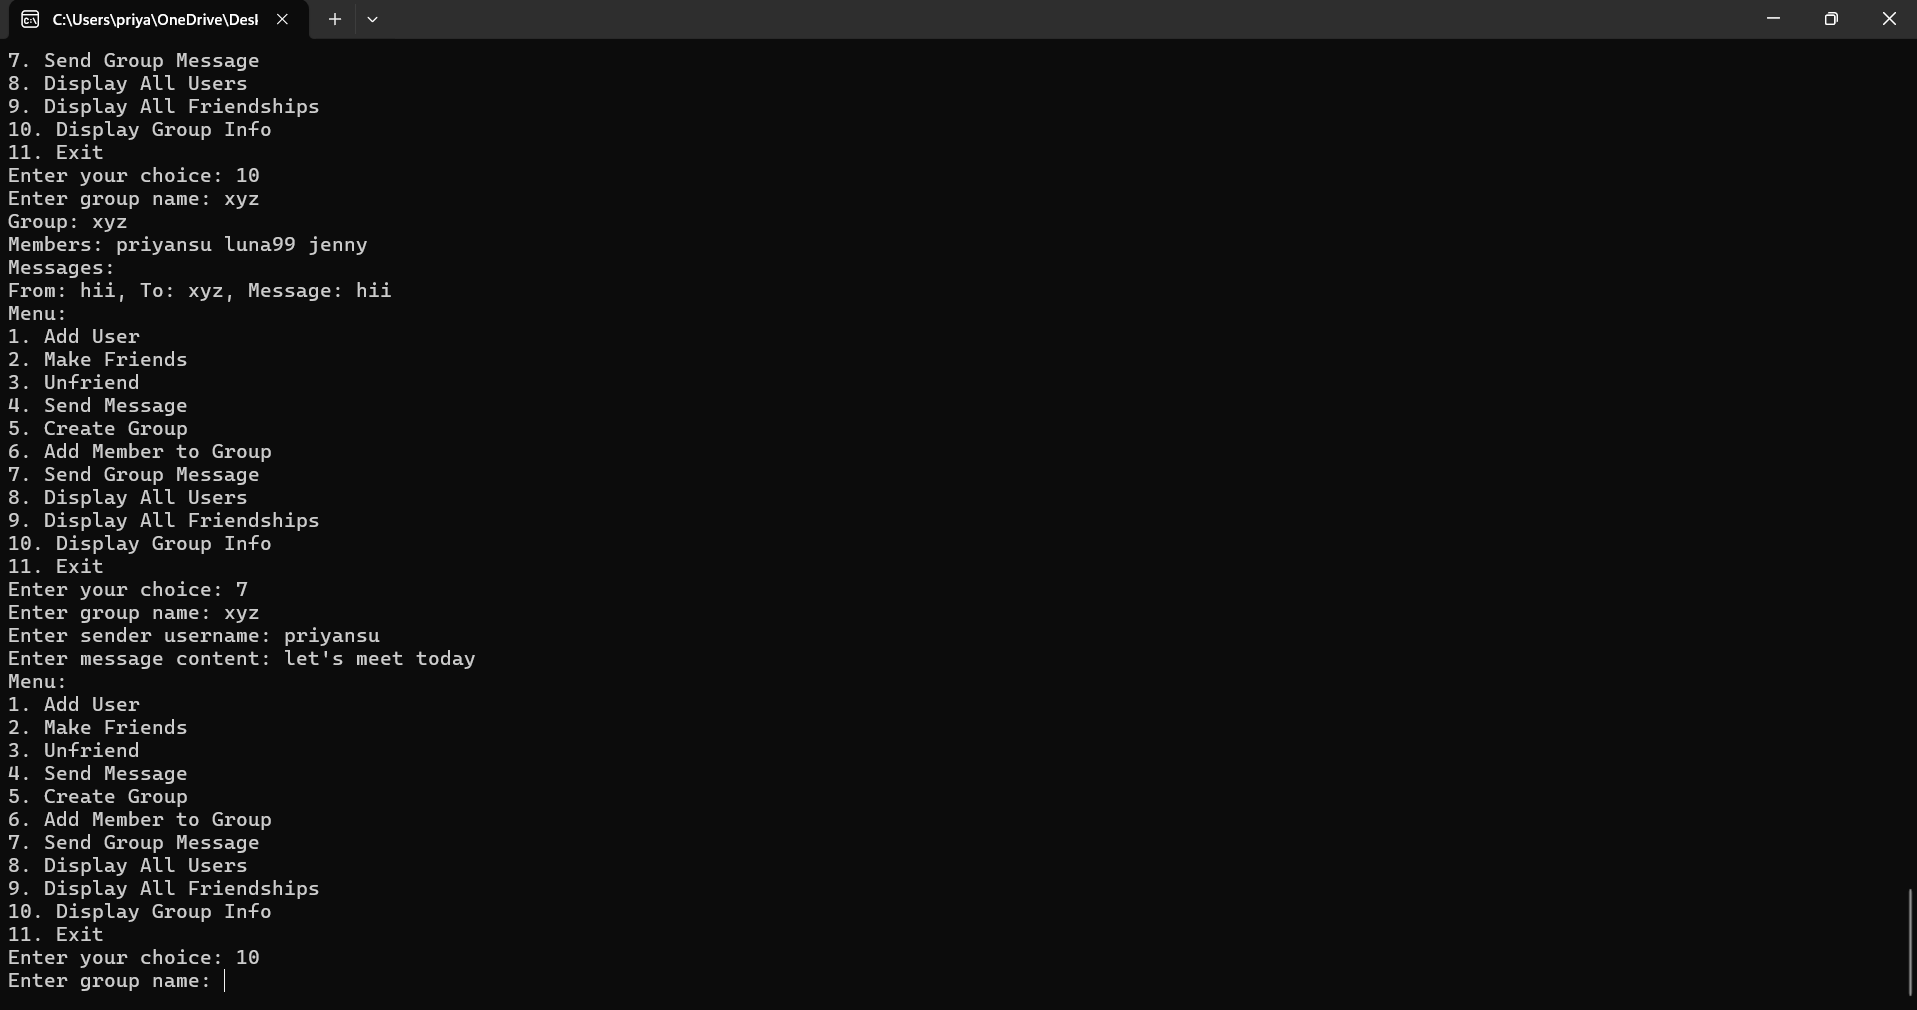 C:\Users\priya\OneDrive\Desl
7. Send Group Message
8. Display All Users
9. Display All Friendships
10. Display Group Info
11. Exit
Enter your choice: 10
Enter group name: xyz
Group: xyz
Members: priyansu luna99 jenny
Messages:
From: hii, To: xyz, Message: hii
Menu:
1. Add User
2. Make Friends
3. Unfriend
4. Send Message
5. Create Group
6. Add Member to Group
7. Send Group Message
8. Display All Users
9. Display All Friendships
10. Display Group Info
11. Exit
Enter your choice: 7
Enter group name: xyz
Enter sender username: priyansu
Enter message content: let's meet today
Menu:
1. Add User
2. Make Friends
3. Unfriend
4. Send Message
5. Create Group
6. Add Member to Group
7. Send Group Message
8. Display All Users
9. Display All Friendships
10. Display Group Info
11. Exit
Enter your choice: 10
Enter group name: